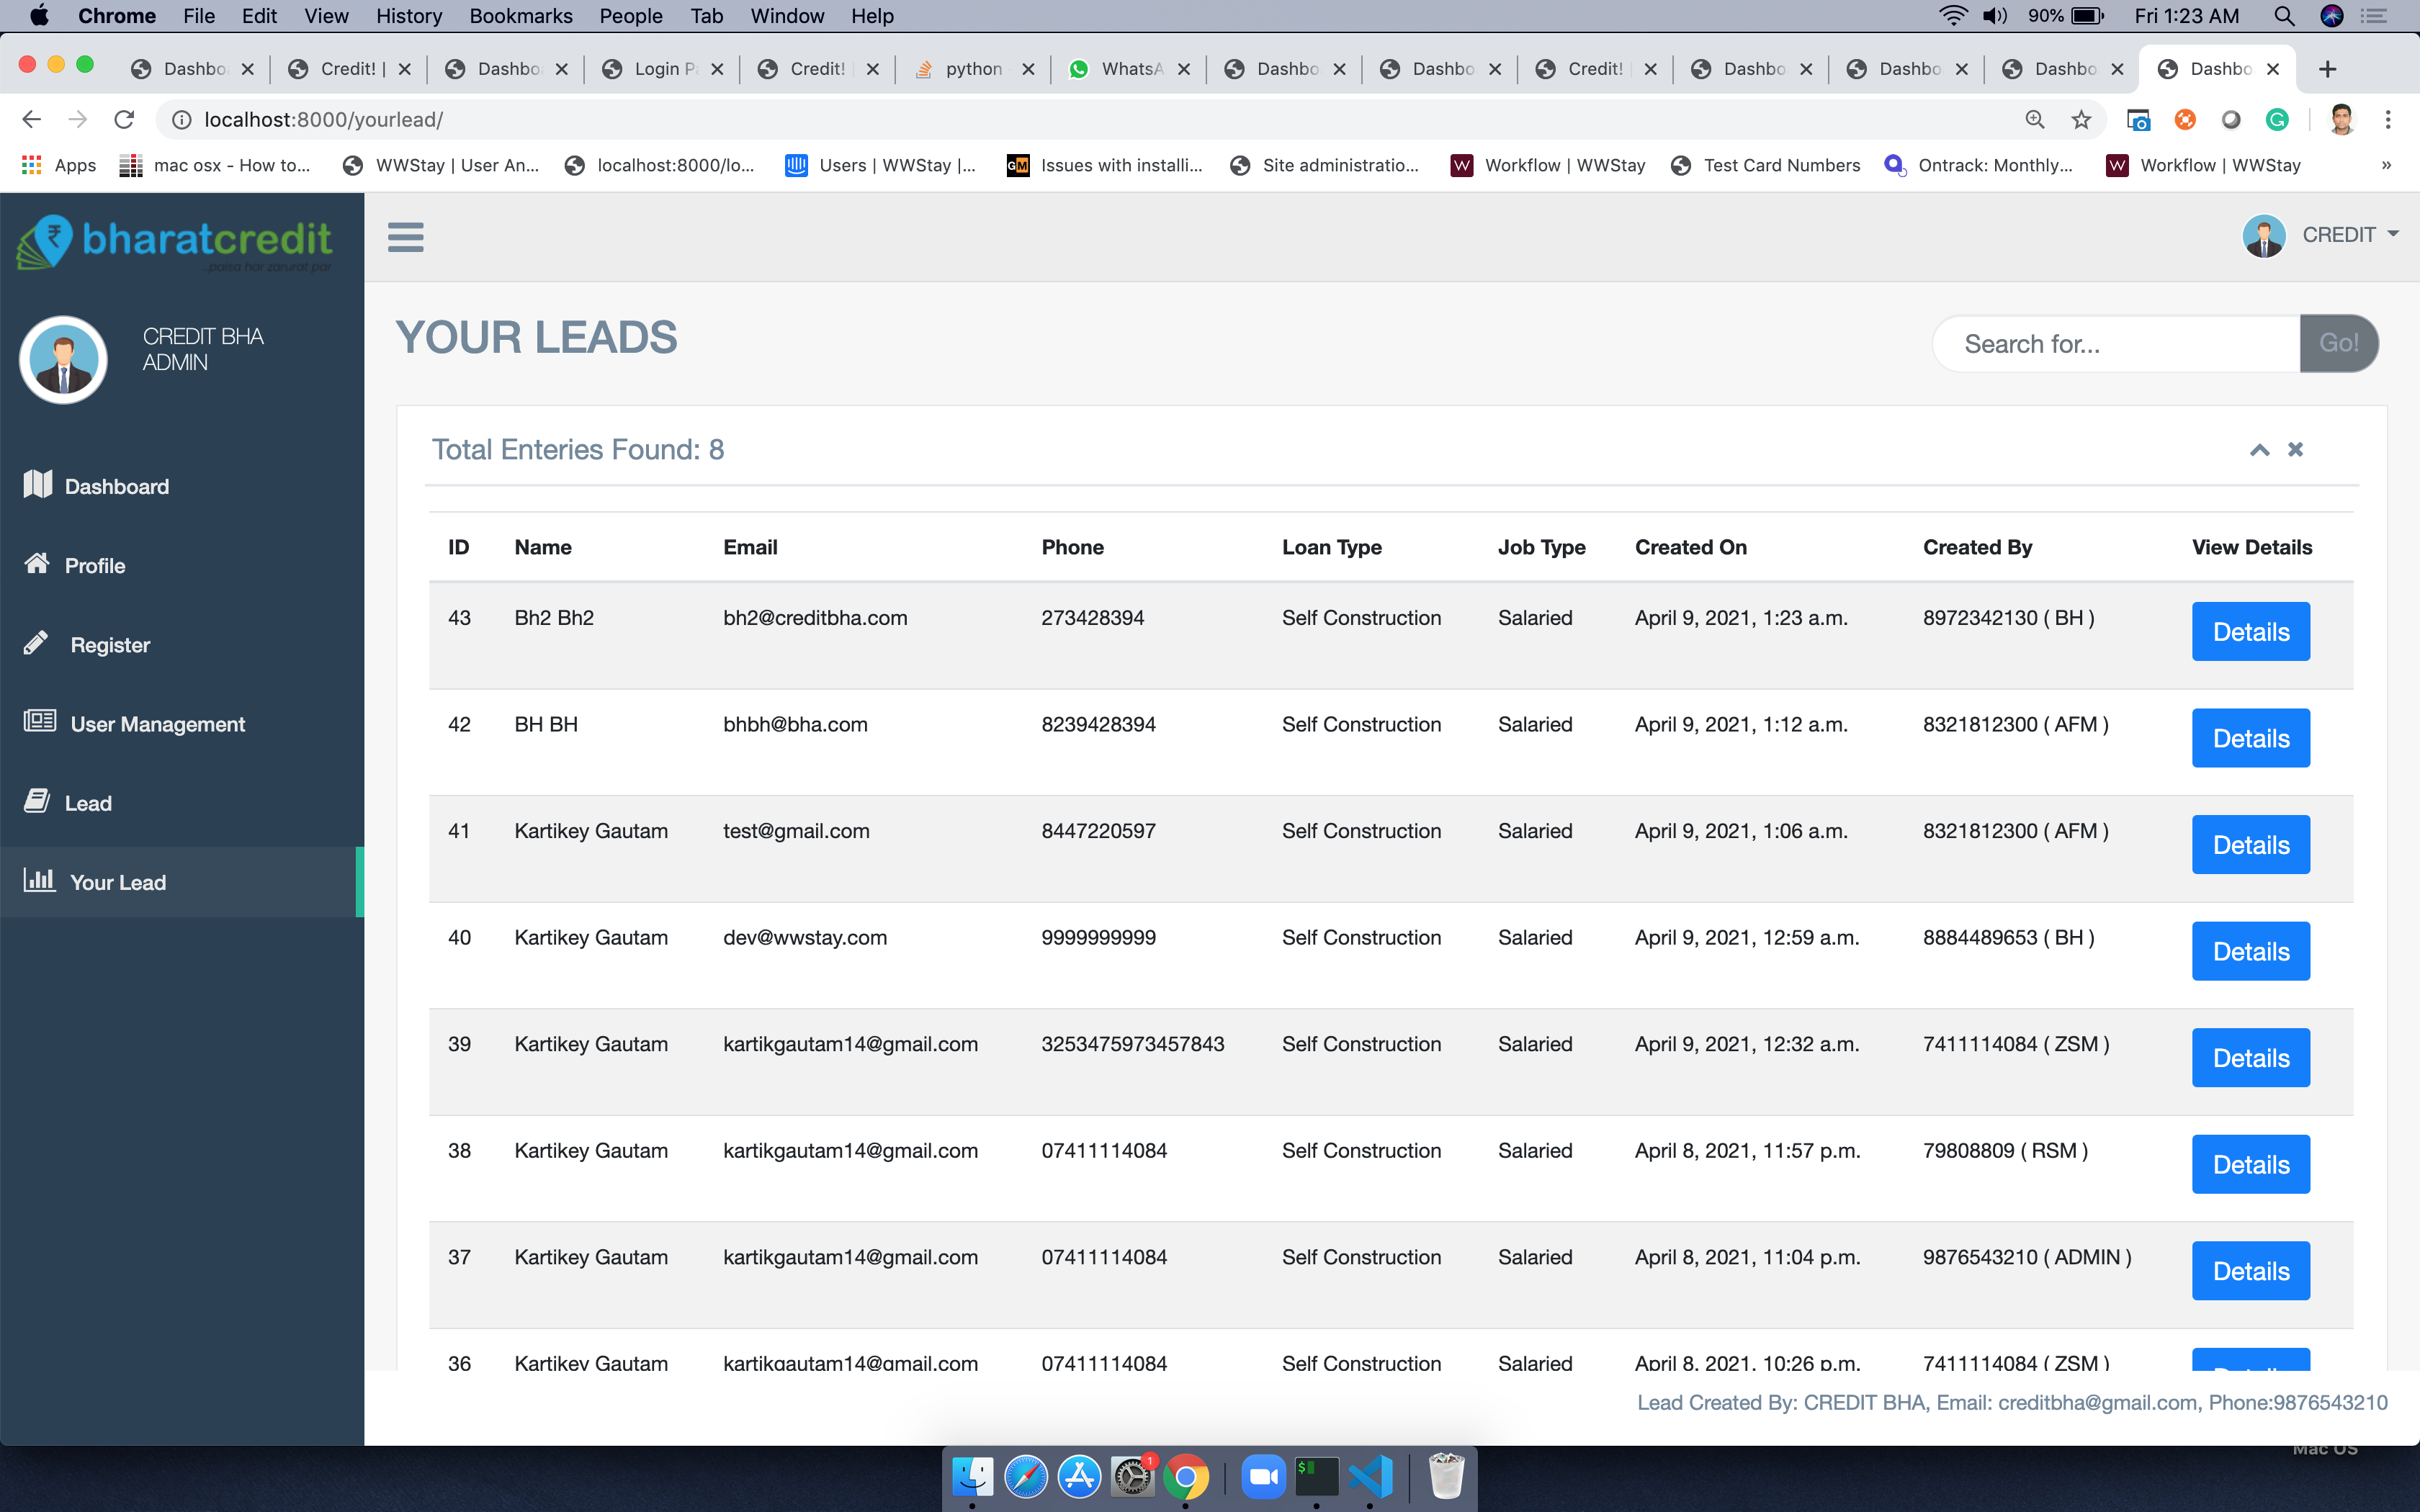 Chrome File Edit View History Bookmarks People Tab Window Help 90% Fri 1:23 AM
Dashbo Credit! | Dashbo Login P Credit! python WhatsA Dashbo Dashbo Credit! Dashbo Dashbo Dashbo Dashbo
localhost:8000/yourlead/
Apps mac osx - How to... WWStay | User An... localhost:8000/lo... Users | WWStay |... GM Issues with installi... Site administratio... W Workflow | WWStay Test Card Numbers Ontrack: Monthly... W Workflow | WWStay »
bharatcredit
..paisa har zarurat par
CREDIT
CREDIT BHA
ADMIN
Dashboard
Profile
Register
User Management
Lead
Your Lead
YOUR LEADS
Search for... Go!
Total Enteries Found: 8
ID Name Email Phone Loan Type Job Type Created On Created By View Details
43 Bh2 Bh2 bh2@creditbha.com 273428394 Self Construction Salaried April 9, 2021, 1:23 a.m. 8972342130 ( BH ) Details
42 BH BH bhbh@bha.com 8239428394 Self Construction Salaried April 9, 2021, 1:12 a.m. 8321812300 ( AFM ) Details
41 Kartikey Gautam test@gmail.com 8447220597 Self Construction Salaried April 9, 2021, 1:06 a.m. 8321812300 ( AFM ) Details
40 Kartikey Gautam dev@wwstay.com 9999999999 Self Construction Salaried April 9, 2021, 12:59 a.m. 8884489653 ( BH ) Details
39 Kartikey Gautam kartikgautam14@gmail.com 3253475973457843 Self Construction Salaried April 9, 2021, 12:32 a.m. 7411114084 ( ZSM ) Details
38 Kartikey Gautam kartikgautam14@gmail.com 07411114084 Self Construction Salaried April 8, 2021, 11:57 p.m. 79808809 ( RSM ) Details
37 Kartikey Gautam kartikgautam14@gmail.com 07411114084 Self Construction Salaried April 8, 2021, 11:04 p.m. 9876543210 ( ADMIN ) Details
36 Kartikey Gautam kartikgautam14@gmail.com 07411114084 Self Construction Salaried April 8, 2021, 10:26 p.m. 7411114084 ( ZSM ) Details
Lead Created By: CREDIT BHA, Email: creditbha@gmail.com, Phone:9876543210
Mac OS
1
$